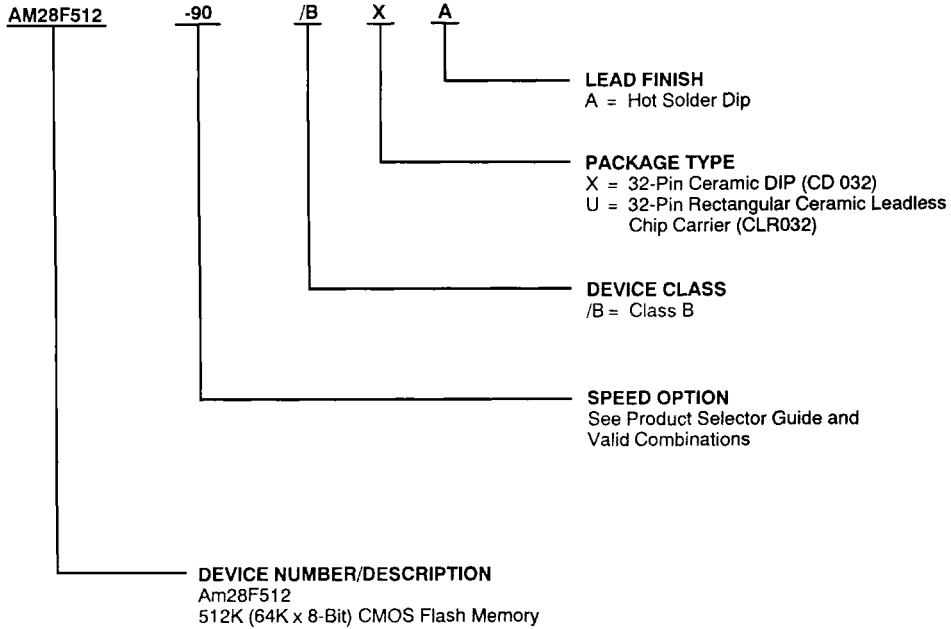 AM28F512 -90 /B X A
LEAD FINISH
A = Hot Solder Dip
PACKAGE TYPE
X = 32-Pin Ceramic DIP (CD 032)
U = 32-Pin Rectangular Ceramic Leadless
Chip Carrier (CLR032)
DEVICE CLASS
/B = Class B
SPEED OPTION
See Product Selector Guide and
Valid Combinations
DEVICE NUMBER/DESCRIPTION
Am28F512
512K (64K x 8-Bit) CMOS Flash Memory